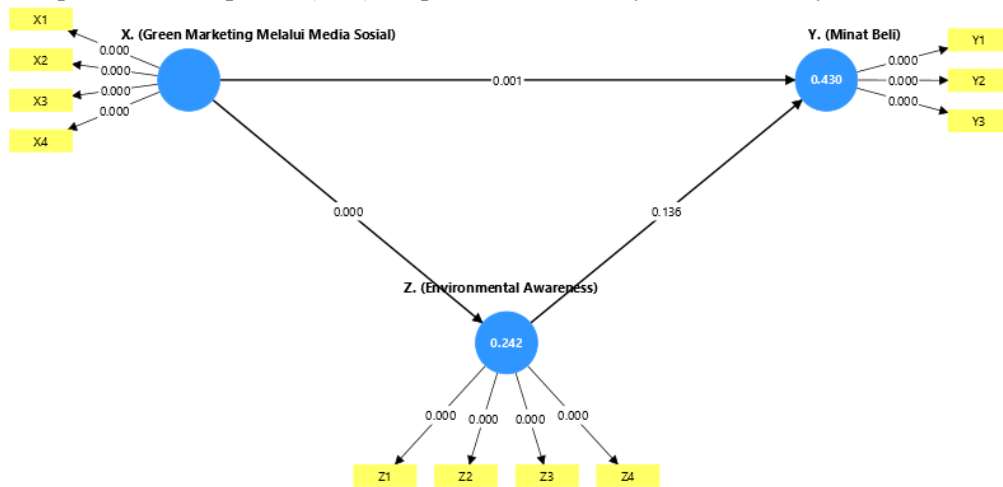 X1
X. (Green Marketing Melalui Media Sosial)
Y. (Minat Beli)
Y1
0.000
0.000
X2
0.000
0.000
Y2
0.001
0.430
0.000
X3
0.000
0.000
Y3
X4
0.000
0.136
Z. (Environmental Awareness)
0.242
0.000
0.000
0.000
0.000
Z1
Z2
Z3
Z4